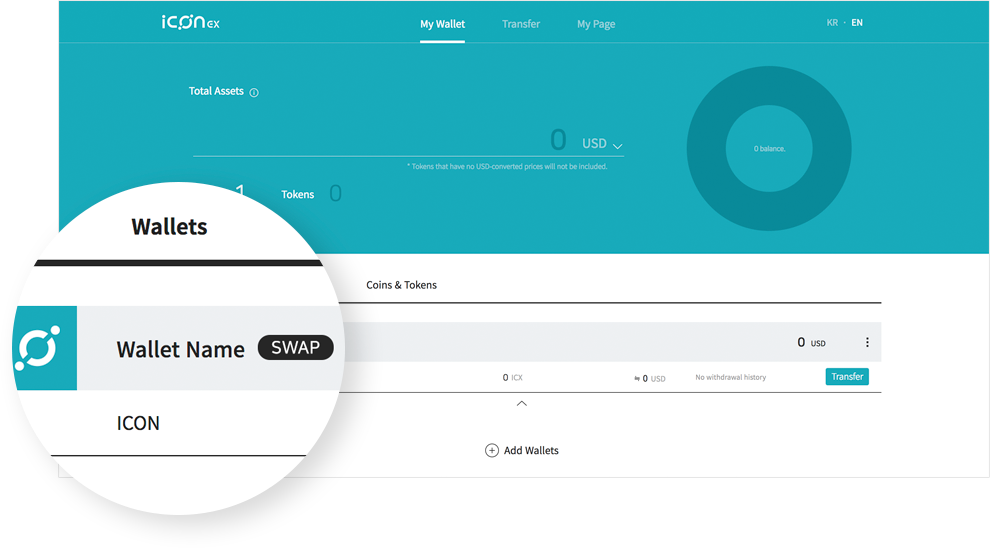 ICON EX
My Wallet Transfer My Page
KR · EN
Total Assets
0 USD
* Tokens that have no USD-converted prices will not be included.
0 balance.
1 Tokens 0
Wallets
Coins & Tokens
Wallet Name SWAP
0 USD
ICON
0 ICX
⇋ 0 USD
No withdrawal history
Transfer
Add Wallets